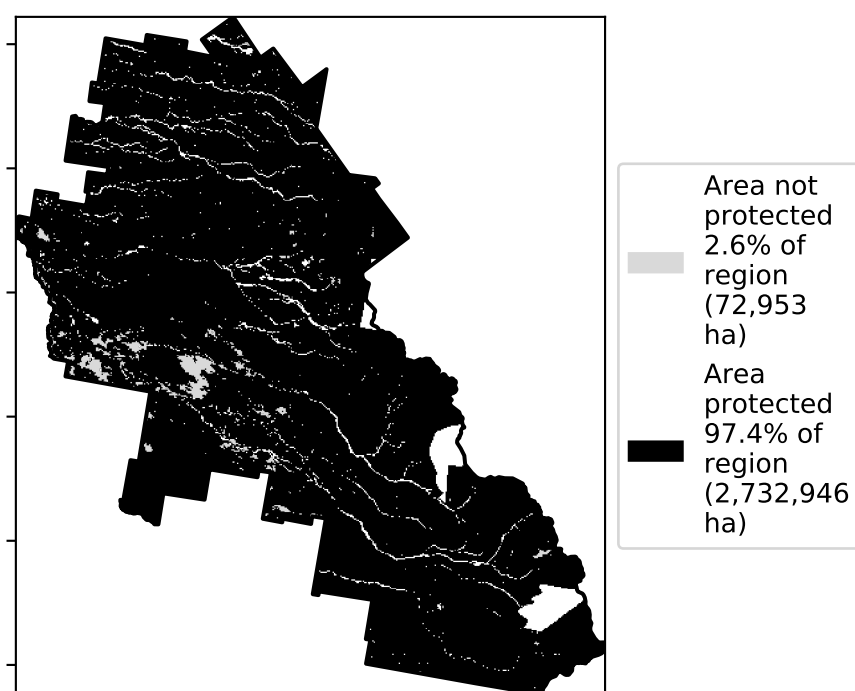 Area not
protected
2.6% of
region
(72,953
ha)
Area
protected
97.4% of
region
(2,732,946
ha)